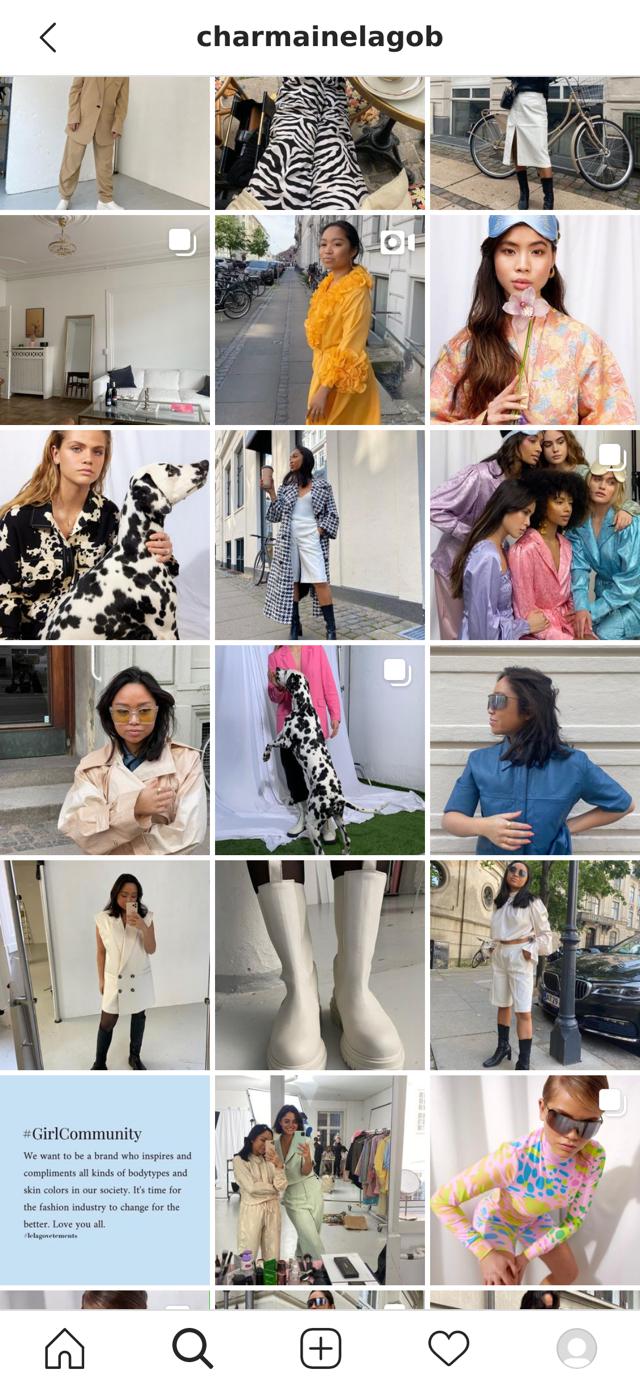 charmainelagob
#GirlCommunity
We want to be a brand who inspires and
compliments all kinds of bodytypes and
skin colors in our society. It's time for
the fashion industry to change for the
better. Love you all.
#lelagovetements